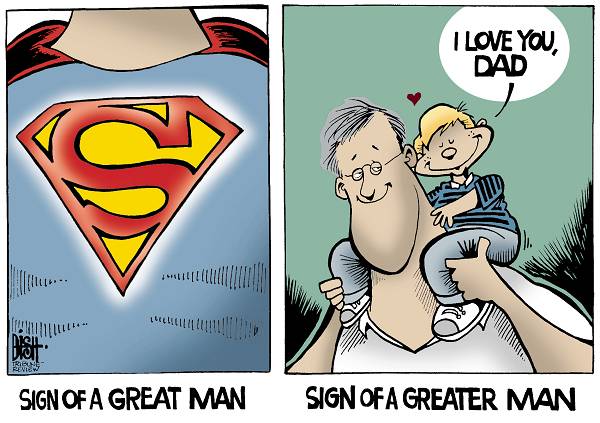 S
I LOVE YOU,
DAD
BISH.
TRIBUNE-
REVIEW
SIGN OF A GREAT MAN
SIGN OF A GREATER MAN